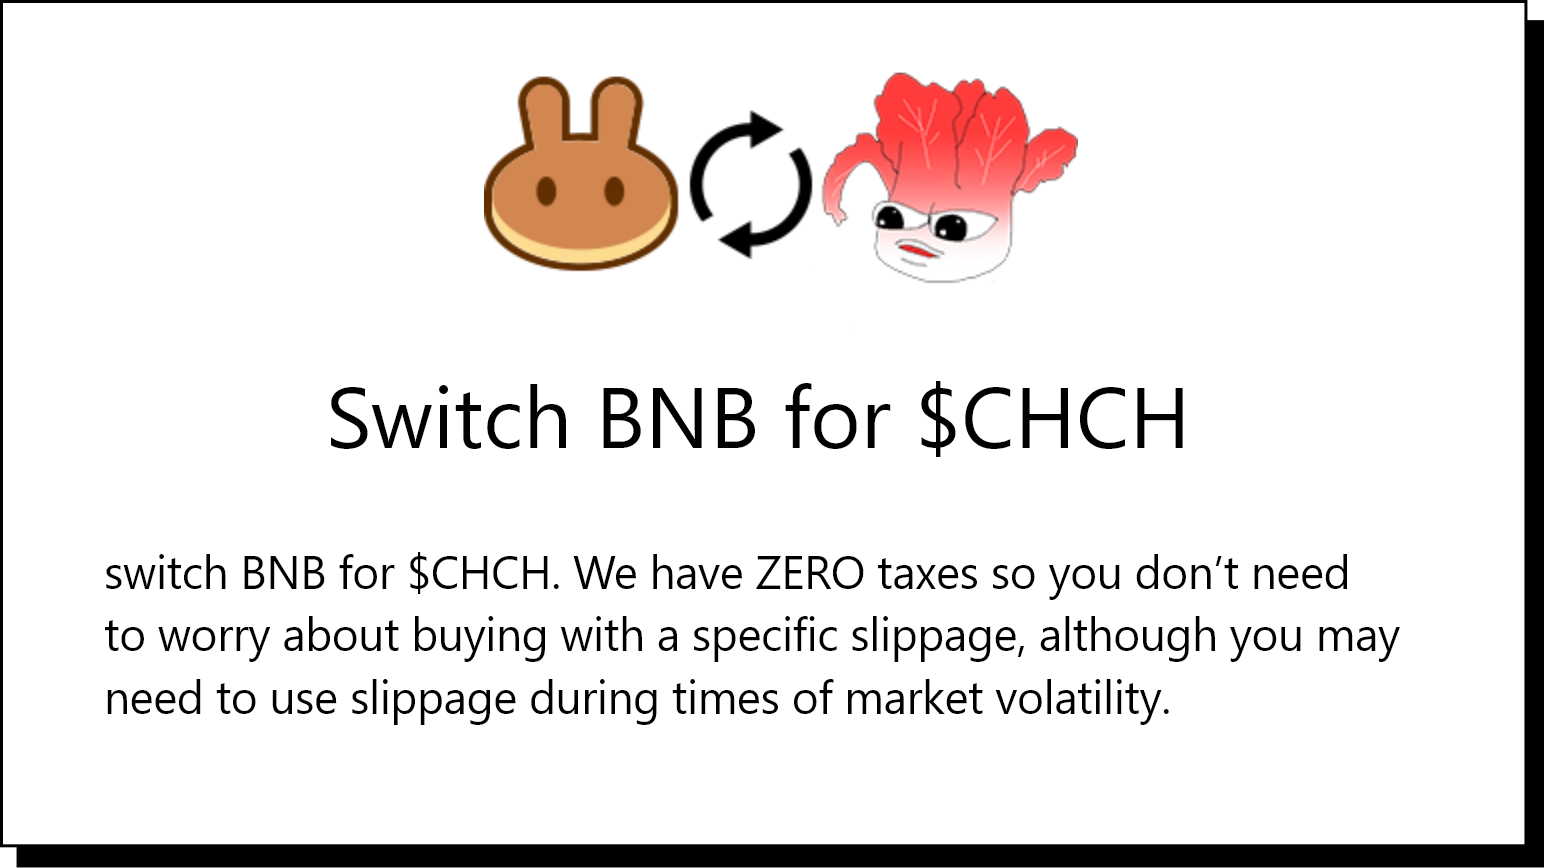 Switch BNB for $CHCH
switch BNB for $CHCH. We have ZERO taxes so you don’t need
to worry about buying with a specific slippage, although you may
need to use slippage during times of market volatility.